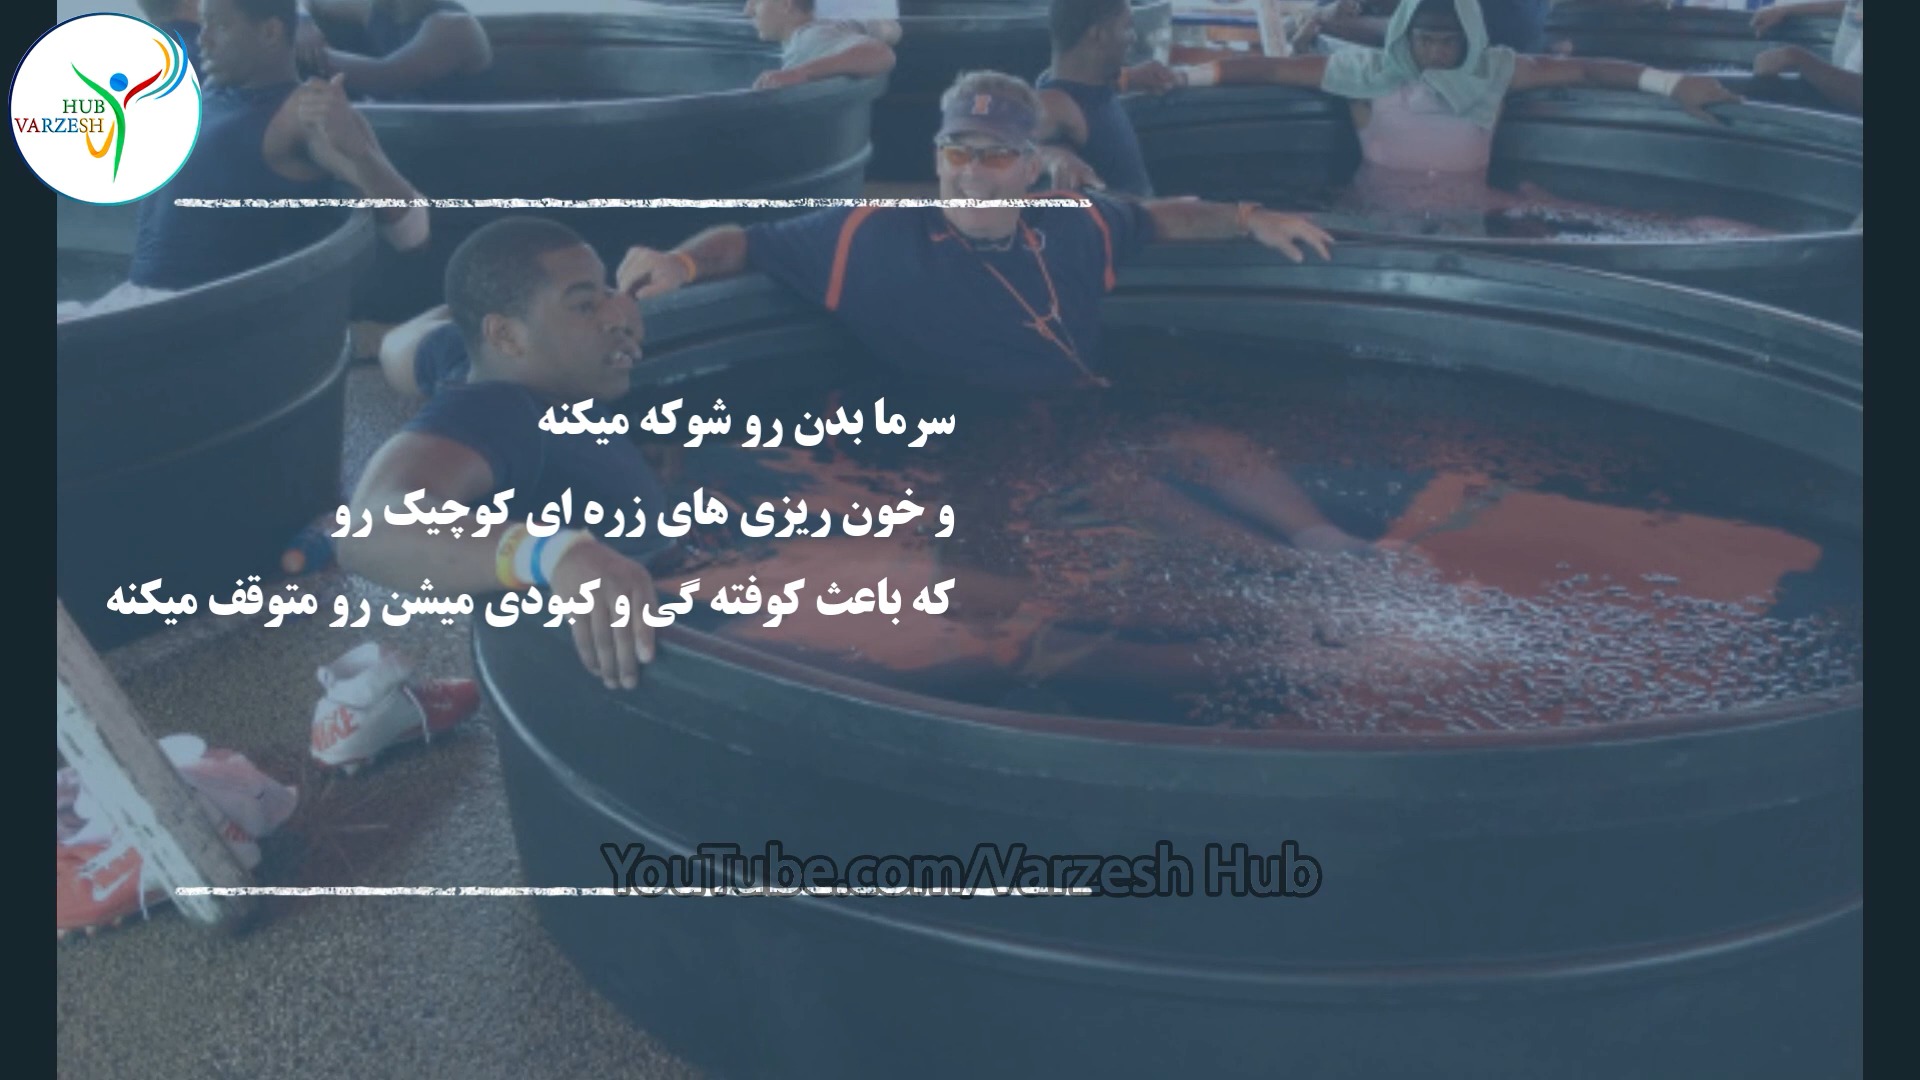 HUB
VARZESH
سرما بدن رو شوکه میکنه
و خون ریزی های زره ای کوچیک رو
که باعث کوفته گی و کبودی میشن رو متوقف میکنه
YouTube.com/Varzesh Hub
NIKE